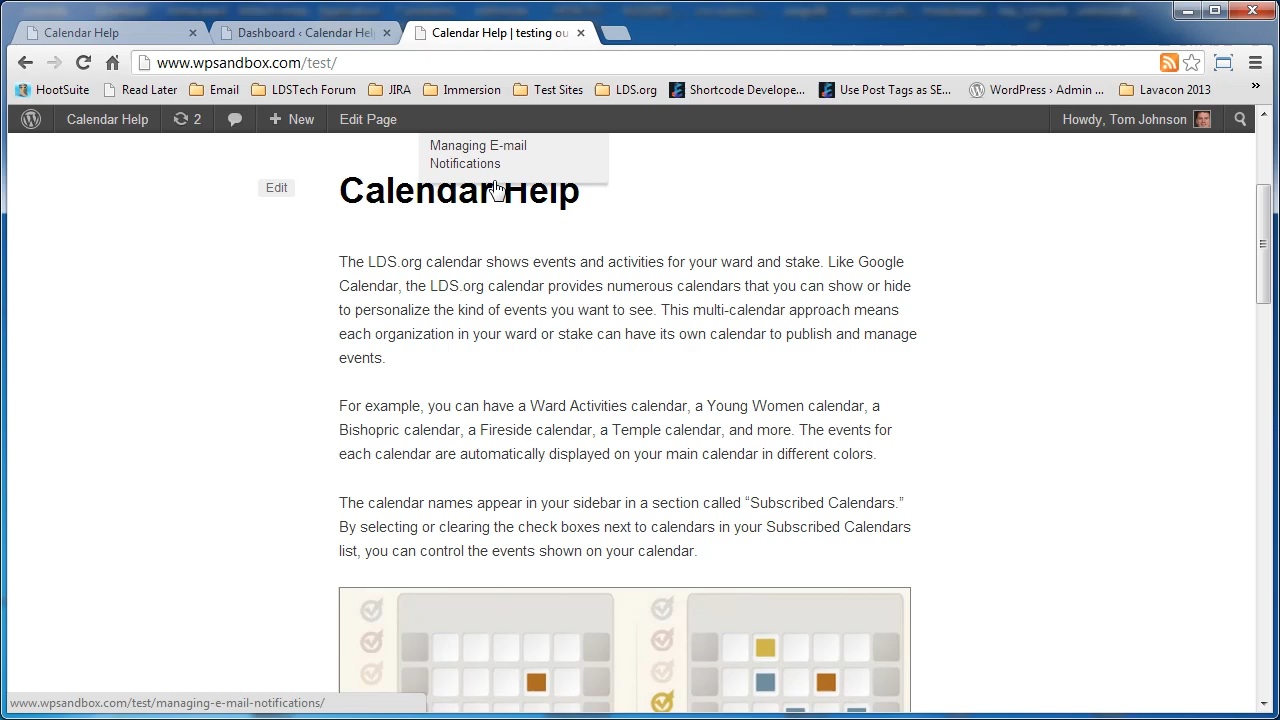 Calendar Help
Dashboard ‹ Calendar Help
Calendar Help | testing ou
www.wpsandbox.com/test/
HootSuite
Read Later
Email
LDSTech Forum
JIRA
Immersion
Test Sites
LDS.org
Shortcode Develope...
Use Post Tags as SE...
WordPress › Admin ...
Lavacon 2013
»
Calendar Help
2
+ New
Edit Page
Howdy, Tom Johnson
Managing E-mail
Notifications
Edit
Calendar Help
The LDS.org calendar shows events and activities for your ward and stake. Like Google
Calendar, the LDS.org calendar provides numerous calendars that you can show or hide
to personalize the kind of events you want to see. This multi-calendar approach means
each organization in your ward or stake can have its own calendar to publish and manage
events.
For example, you can have a Ward Activities calendar, a Young Women calendar, a
Bishopric calendar, a Fireside calendar, a Temple calendar, and more. The events for
each calendar are automatically displayed on your main calendar in different colors.
The calendar names appear in your sidebar in a section called “Subscribed Calendars.”
By selecting or clearing the check boxes next to calendars in your Subscribed Calendars
list, you can control the events shown on your calendar.
www.wpsandbox.com/test/managing-e-mail-notifications/